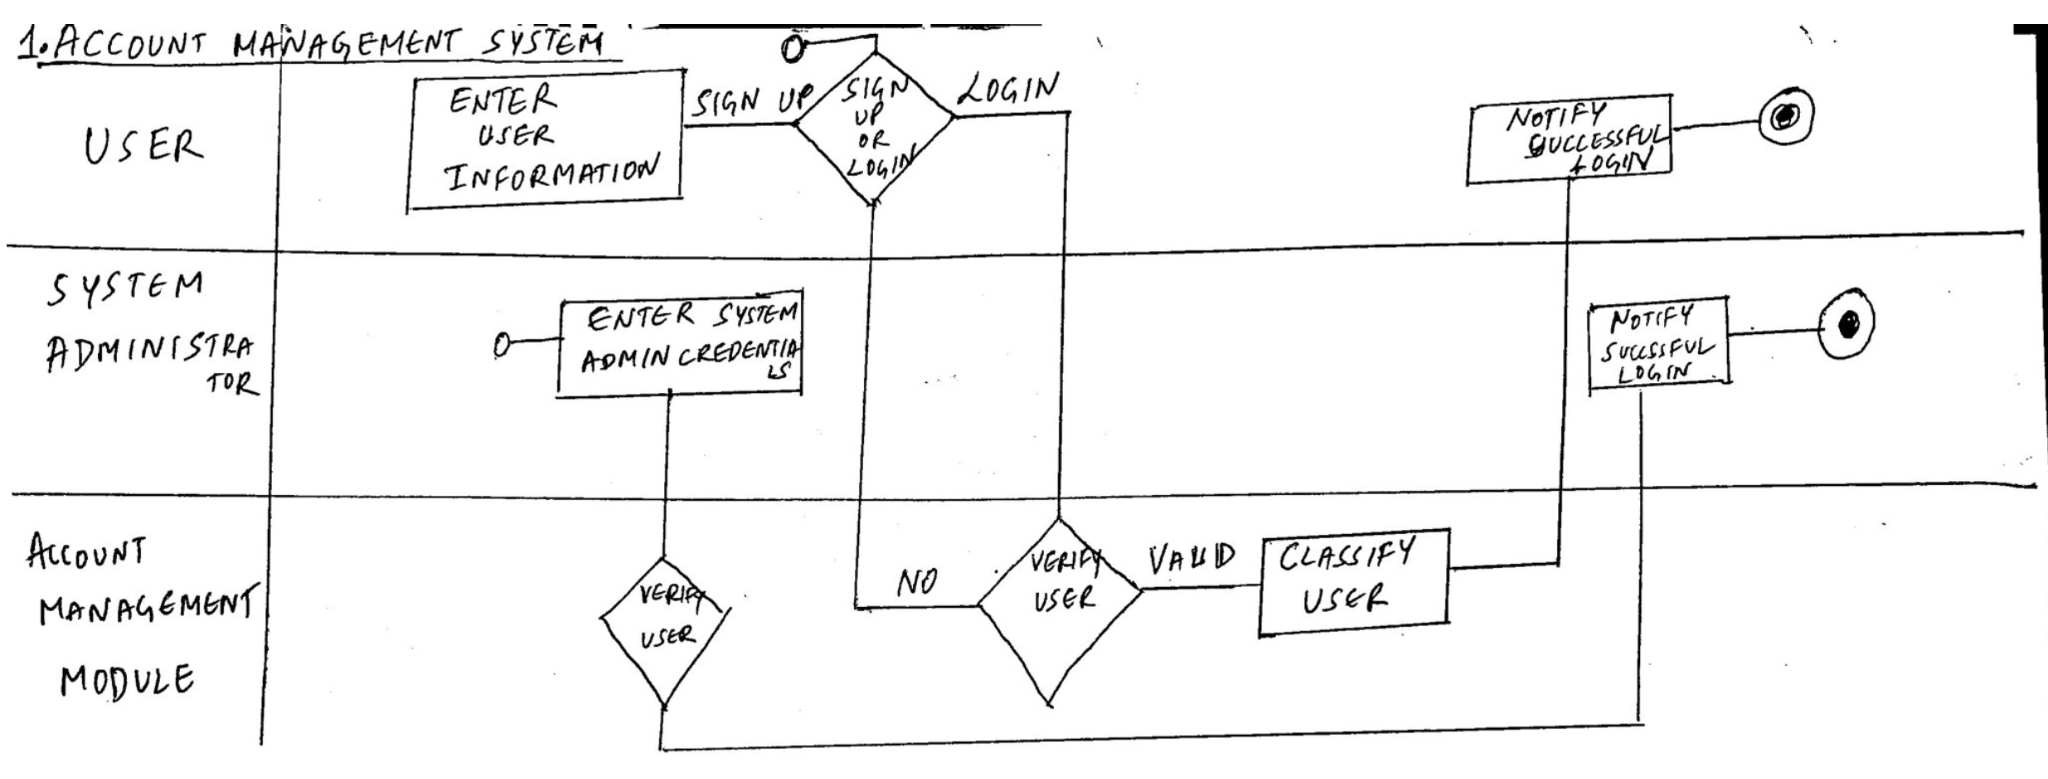 1. ACCOUNT MANAGEMENT SYSTEM
USER
ENTER
USER
INFORMATION
SIGN UP
SIGN
UP
OR
LOGIN
LOGIN
NOTIFY
SUCCESSFUL
LOGIN
SYSTEM
ADMINISTRA
TOR
ENTER SYSTEM
ADMIN CREDENTIA
LS
NOTIFY
SUCCSSFUL
LOGIN
ACCOUNT
MANAGEMENT
MODULE
VERIFY
USER
NO
VERIFY
USER
VALID
CLASSIFY
USER